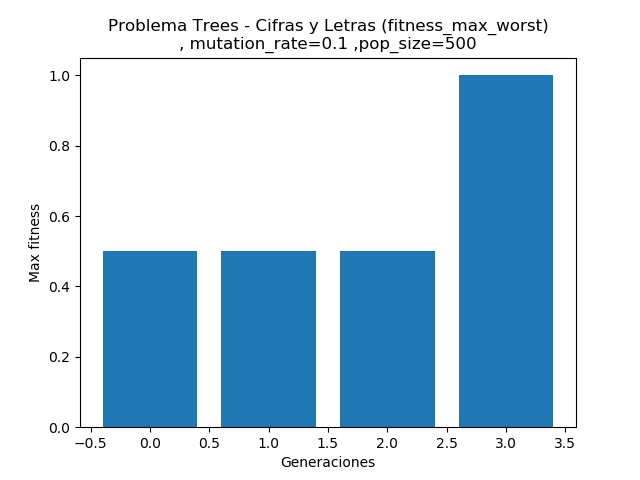 Problema Trees - Cifras y Letras (fitness_max_worst)
, mutation_rate=0.1 ,pop_size=500
1.0
0.8
0.6
0.4
0.2
0.0
Max fitness
−0.5 0.0 0.5 1.0 1.5 2.0 2.5 3.0 3.5
Generaciones